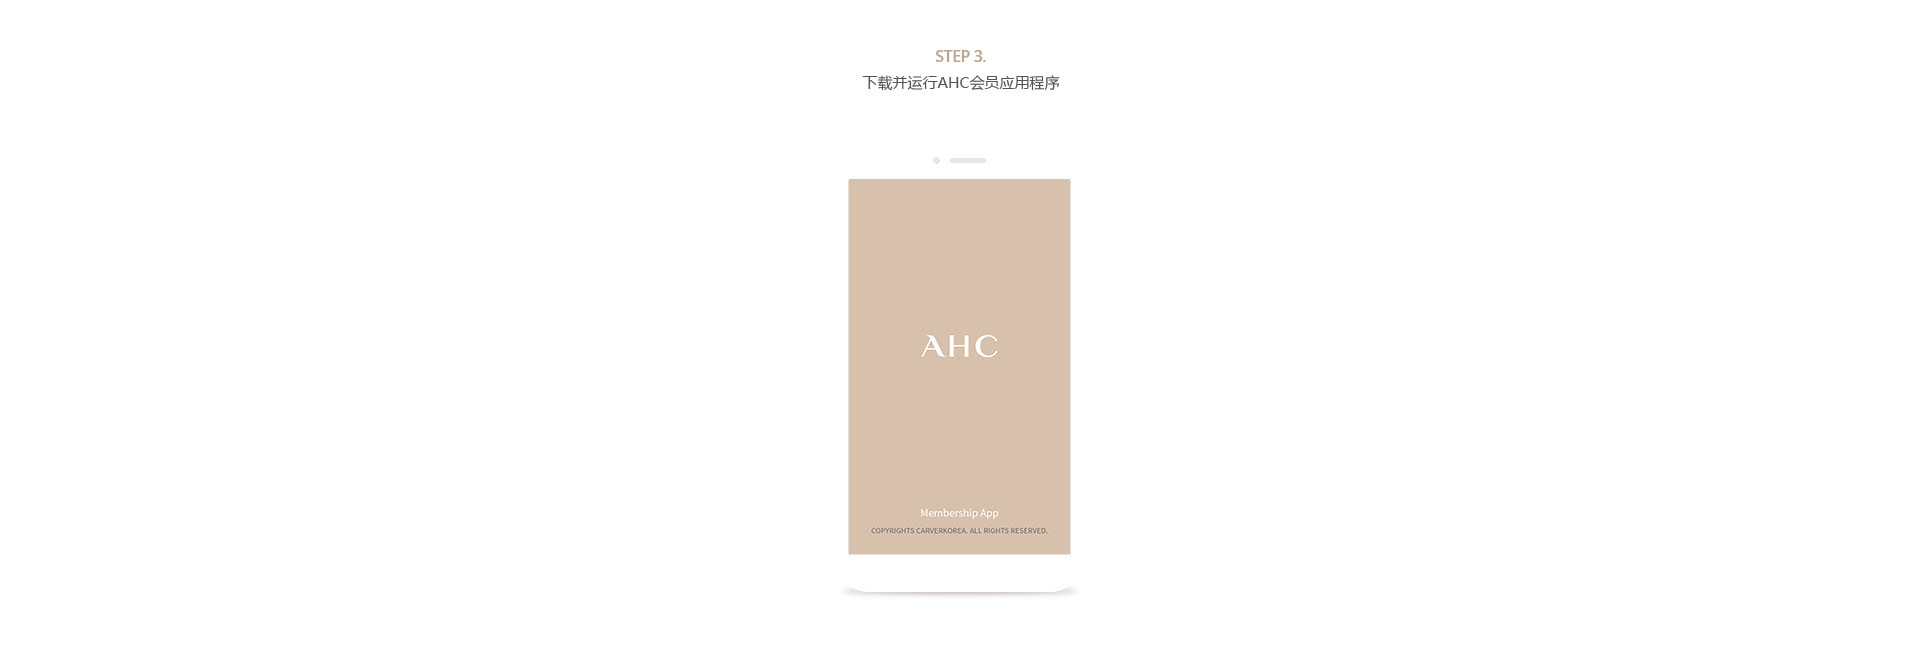 STEP 3.
下载并运行AHC会员应用程序
AHC
Membership App
COPYRIGHTS CARVERKOREA. ALL RIGHTS RESERVED.